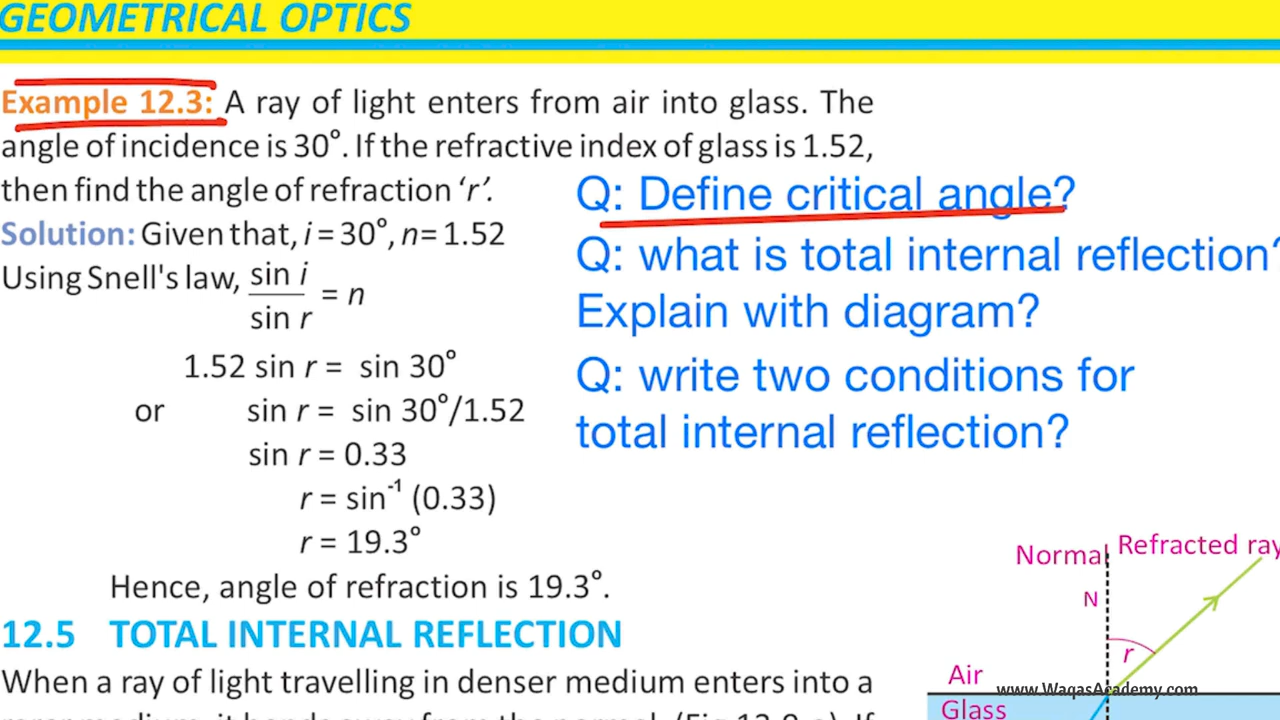 GEOMETRICAL OPTICS
Example 12.3: A ray of light enters from air into glass. The
angle of incidence is 30°. If the refractive index of glass is 1.52,
then find the angle of refraction ‘r’.
Solution: Given that, i = 30°, n= 1.52
Using Snell's law, sin i / sin r = n
1.52 sin r = sin 30°
or sin r = sin 30°/1.52
sin r = 0.33
r = sin⁻¹ (0.33)
r = 19.3°
Hence, angle of refraction is 19.3°.
12.5 TOTAL INTERNAL REFLECTION
When a ray of light travelling in denser medium enters into a
Q: Define critical angle?
Q: what is total internal reflection?
Explain with diagram?
Q: write two conditions for
total internal reflection?
Normal
Refracted ray
N
r
Air
www.WaqasAcademy.com
Glass